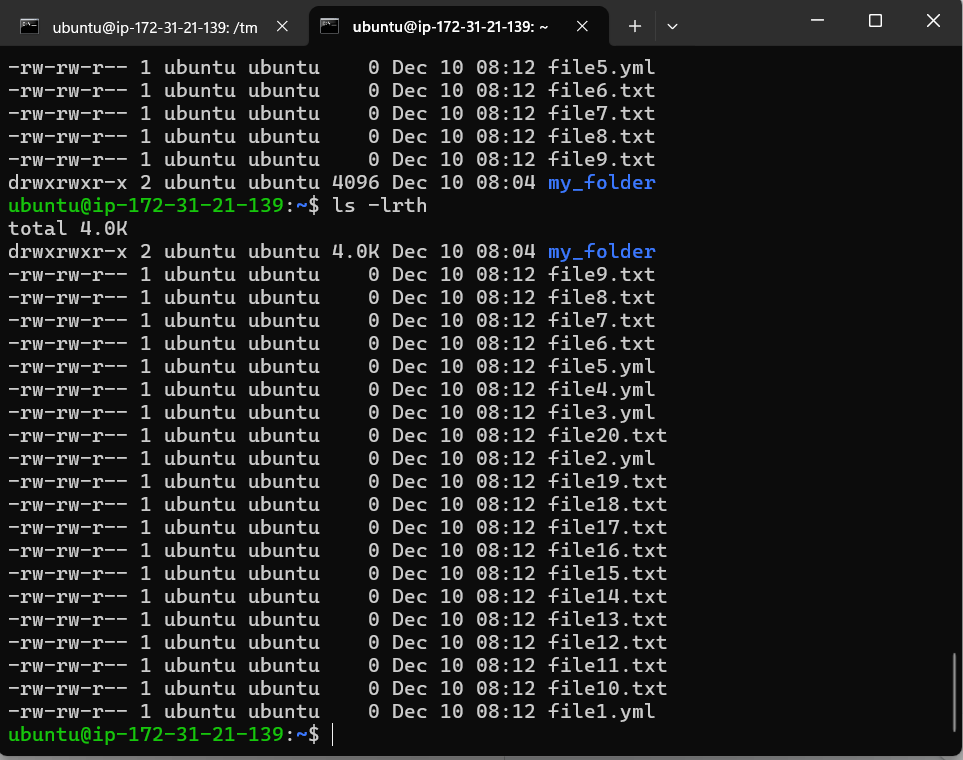 ubuntu@ip-172-31-21-139: /tm
ubuntu@ip-172-31-21-139: ~
-rw-rw-r-- 1 ubuntu ubuntu    0 Dec 10 08:12 file5.yml
-rw-rw-r-- 1 ubuntu ubuntu    0 Dec 10 08:12 file6.txt
-rw-rw-r-- 1 ubuntu ubuntu    0 Dec 10 08:12 file7.txt
-rw-rw-r-- 1 ubuntu ubuntu    0 Dec 10 08:12 file8.txt
-rw-rw-r-- 1 ubuntu ubuntu    0 Dec 10 08:12 file9.txt
drwxrwxr-x 2 ubuntu ubuntu 4096 Dec 10 08:04 my_folder
ubuntu@ip-172-31-21-139:~$ ls -lrth
total 4.0K
drwxrwxr-x 2 ubuntu ubuntu 4.0K Dec 10 08:04 my_folder
-rw-rw-r-- 1 ubuntu ubuntu    0 Dec 10 08:12 file9.txt
-rw-rw-r-- 1 ubuntu ubuntu    0 Dec 10 08:12 file8.txt
-rw-rw-r-- 1 ubuntu ubuntu    0 Dec 10 08:12 file7.txt
-rw-rw-r-- 1 ubuntu ubuntu    0 Dec 10 08:12 file6.txt
-rw-rw-r-- 1 ubuntu ubuntu    0 Dec 10 08:12 file5.yml
-rw-rw-r-- 1 ubuntu ubuntu    0 Dec 10 08:12 file4.yml
-rw-rw-r-- 1 ubuntu ubuntu    0 Dec 10 08:12 file3.yml
-rw-rw-r-- 1 ubuntu ubuntu    0 Dec 10 08:12 file20.txt
-rw-rw-r-- 1 ubuntu ubuntu    0 Dec 10 08:12 file2.yml
-rw-rw-r-- 1 ubuntu ubuntu    0 Dec 10 08:12 file19.txt
-rw-rw-r-- 1 ubuntu ubuntu    0 Dec 10 08:12 file18.txt
-rw-rw-r-- 1 ubuntu ubuntu    0 Dec 10 08:12 file17.txt
-rw-rw-r-- 1 ubuntu ubuntu    0 Dec 10 08:12 file16.txt
-rw-rw-r-- 1 ubuntu ubuntu    0 Dec 10 08:12 file15.txt
-rw-rw-r-- 1 ubuntu ubuntu    0 Dec 10 08:12 file14.txt
-rw-rw-r-- 1 ubuntu ubuntu    0 Dec 10 08:12 file13.txt
-rw-rw-r-- 1 ubuntu ubuntu    0 Dec 10 08:12 file12.txt
-rw-rw-r-- 1 ubuntu ubuntu    0 Dec 10 08:12 file11.txt
-rw-rw-r-- 1 ubuntu ubuntu    0 Dec 10 08:12 file10.txt
-rw-rw-r-- 1 ubuntu ubuntu    0 Dec 10 08:12 file1.yml
ubuntu@ip-172-31-21-139:~$